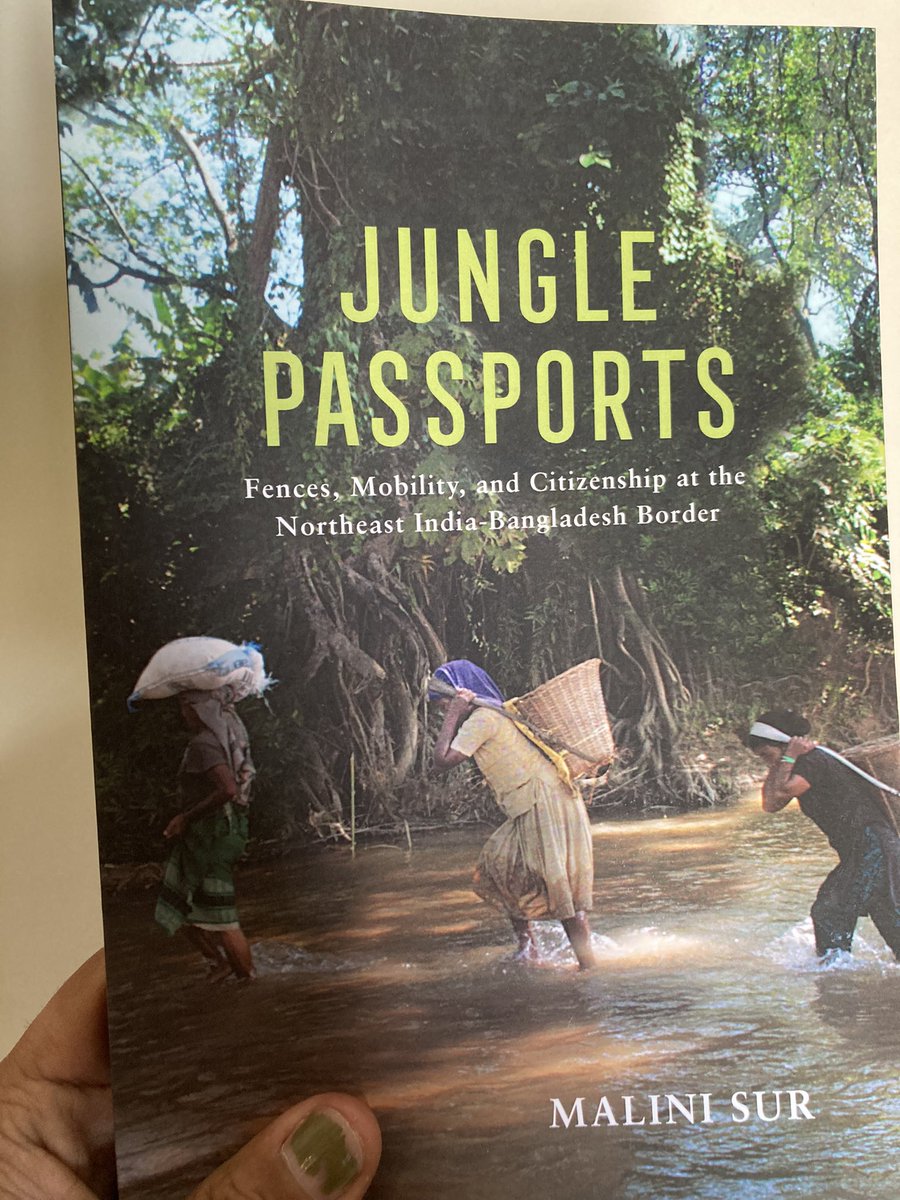 JUNGLE
PASSPORTS
Fences, Mobility, and Citizenship at the
Northeast India-Bangladesh Border
MALINI SUR